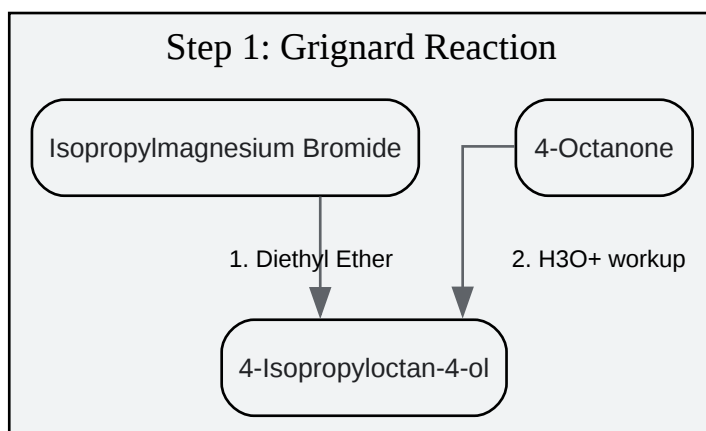 Step 1: Grignard Reaction
Isopropylmagnesium Bromide
4-Octanone
1. Diethyl Ether
2. H3O+ workup
4-Isopropyloctan-4-ol